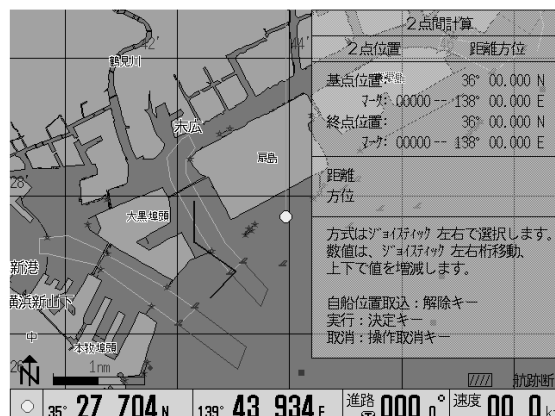 2点間計算
2点位置 距離方位
基点位置: 36° 00.000 N
ﾏｰｸ: 00000 -- 138° 00.000 E
終点位置: 36° 00.000 N
ﾏｰｸ: 00000 -- 138° 00.000 E
距離
方位
方式はｼﾞｮｲｽﾃｨｯｸ 左右で選択します。
数値は、ｼﾞｮｲｽﾃｨｯｸ 左右桁移動、
上下で値を増減します。
自船位置取込:解除キー
実行:決定キー
取消:操作取消キー
42'
44'
鶴見川
末広
扇島
28'
大黒埠頭
新港
横浜新山下
中
本牧埠頭
N
1nm
航跡断
35° 27.704 N 139° 43.934 E 進路 000.0° 速度 00.0